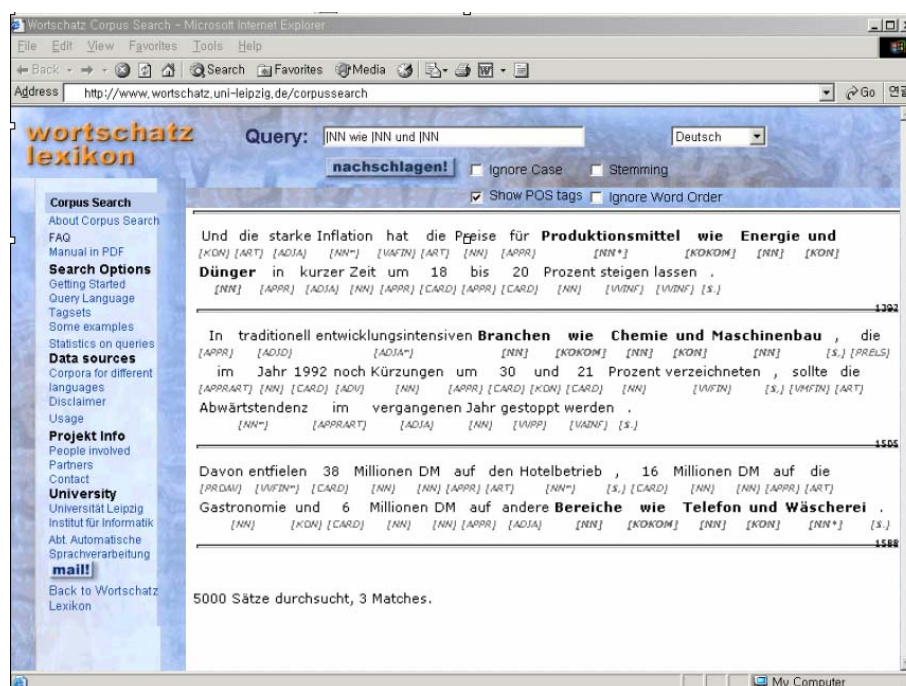 Wortschatz Corpus Search - Microsoft Internet Explorer
File Edit View Favorites Tools Help
Back Search Favorites Media
Address http://www.wortschatz.uni-leipzig.de/corpussearch Go
wortschatz
lexikon
Query: |NN wie |NN und |NN Deutsch
nachschlagen! Ignore Case Stemming
Show POS tags Ignore Word Order
Corpus Search
About Corpus Search
FAQ
Manual in PDF
Search Options
Getting Started
Query Language
Tagsets
Some examples
Statistics on queries
Data sources
Corpora for different
languages
Disclaimer
Usage
Projekt Info
People involved
Partners
Contact
University
Universität Leipzig
Institut für Informatik
Abt. Automatische
Sprachverarbeitung
mail!
Back to Wortschatz
Lexikon
Und die starke Inflation hat die Preise für Produktionsmittel wie Energie und
[KON] [ART] [ADJA] [NN~] [VAFIN] [ART] [NN] [APPR] [NN+] [KOKOM] [NN] [KON]
Dünger in kurzer Zeit um 18 bis 20 Prozent steigen lassen .
[NN] [APPR] [ADJA] [NN] [APPR] [CARD] [APPR] [CARD] [NN] [VVINF] [VVINF] [S.]
1392
In traditionell entwicklungsintensiven Branchen wie Chemie und Maschinenbau , die
[APPR] [ADJD] [ADJA~] [NN] [KOKOM] [NN] [KON] [NN] [S,] [PRELS]
im Jahr 1992 noch Kürzungen um 30 und 21 Prozent verzeichneten , sollte die
[APPRART] [NN] [CARD] [ADV] [NN] [APPR] [CARD] [KON] [CARD] [NN] [VVFIN] [S,] [VMFIN] [ART]
Abwärtstendenz im vergangenen Jahr gestoppt werden .
[NN~] [APPRART] [ADJA] [NN] [VVPP] [VAINF] [S.]
1505
Davon entfielen 38 Millionen DM auf den Hotelbetrieb , 16 Millionen DM auf die
[PROAV] [VVFIN~] [CARD] [NN] [NN] [APPR] [ART] [NN~] [S,] [CARD] [NN] [NN] [APPR] [ART]
Gastronomie und 6 Millionen DM auf andere Bereiche wie Telefon und Wäscherei .
[NN] [KON] [CARD] [NN] [NN] [APPR] [ADJA] [NN] [KOKOM] [NN] [KON] [NN+] [S.]
1588
5000 Sätze durchsucht, 3 Matches.
My Computer